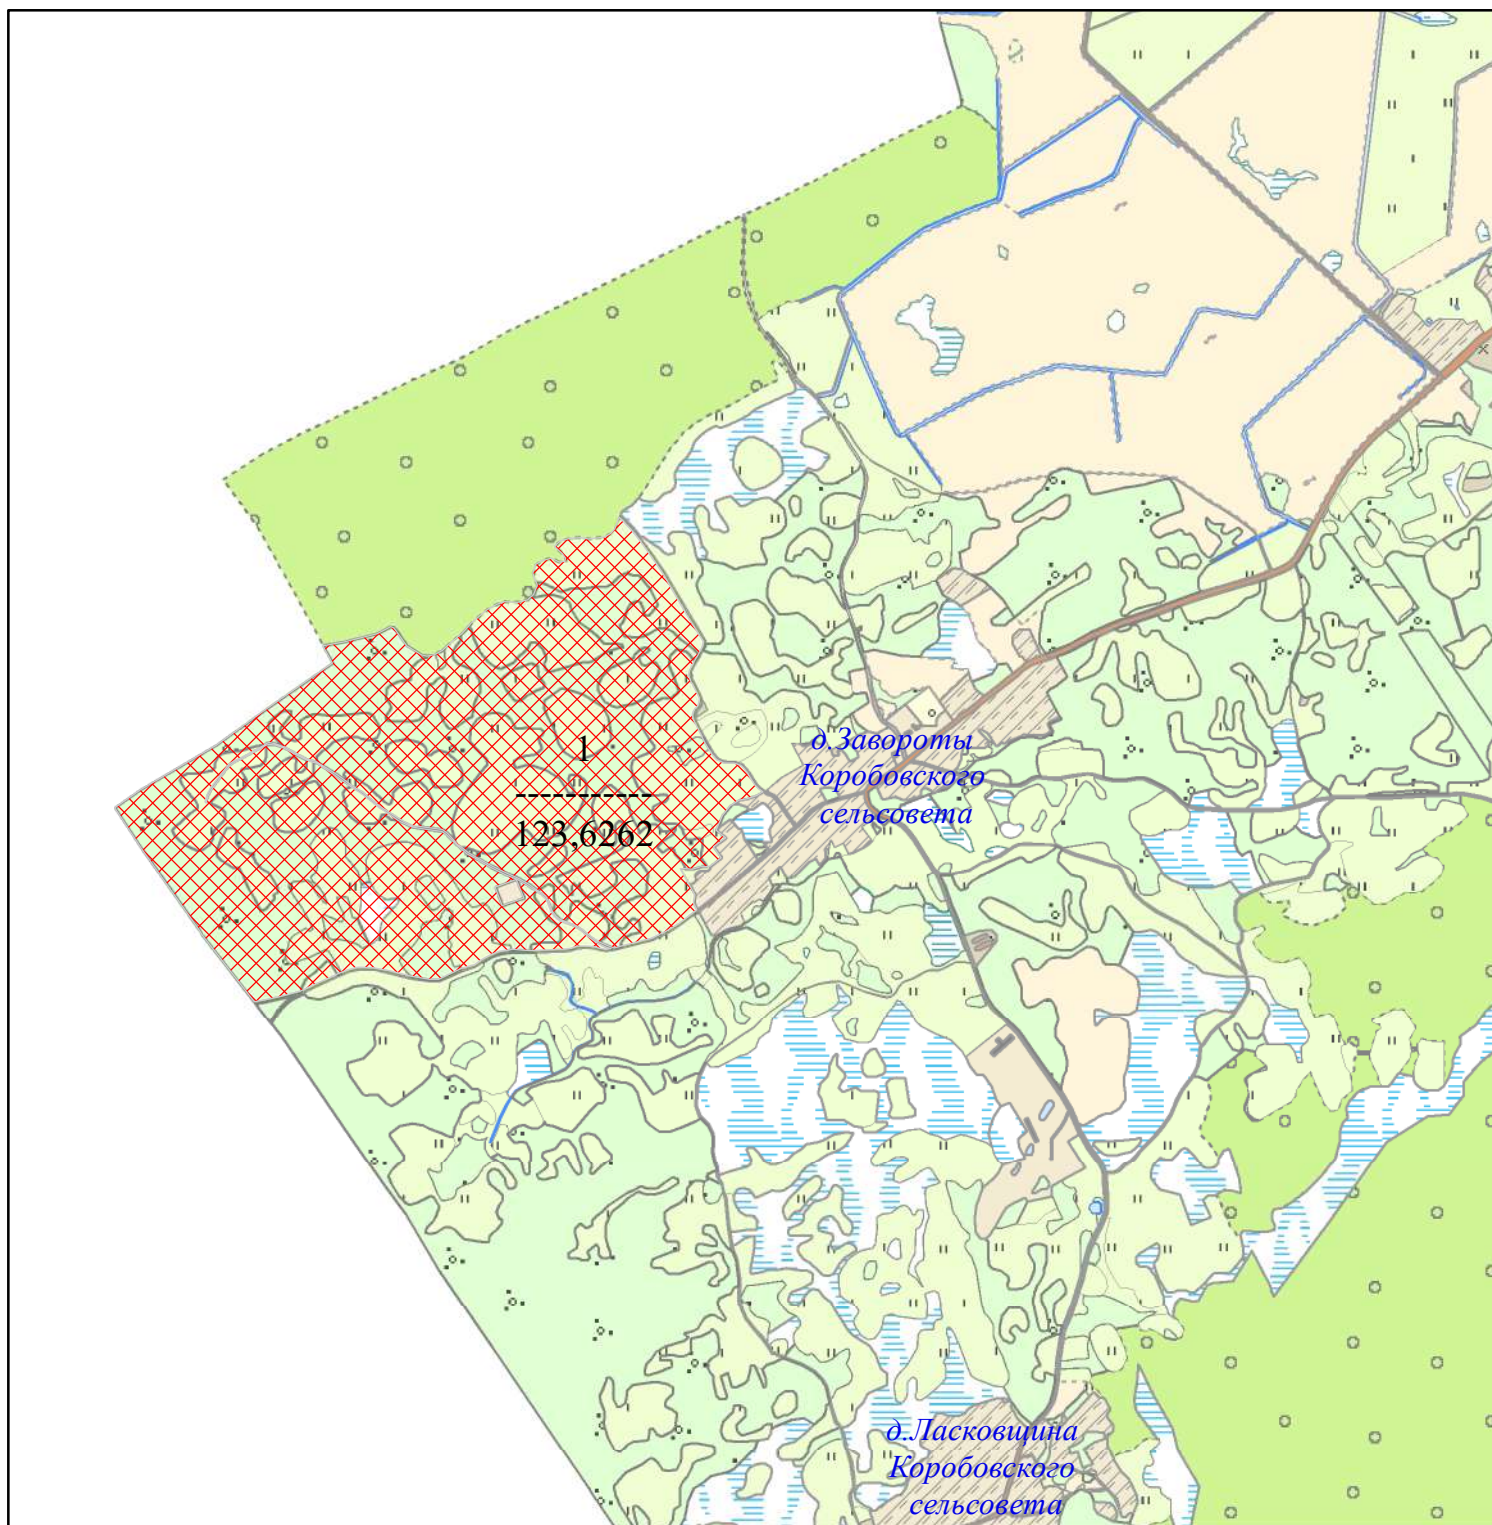 1
-----------
123,6262
д.Завороты
Коробовского
сельсовета
д.Ласковщина
Коробовского
сельсовета